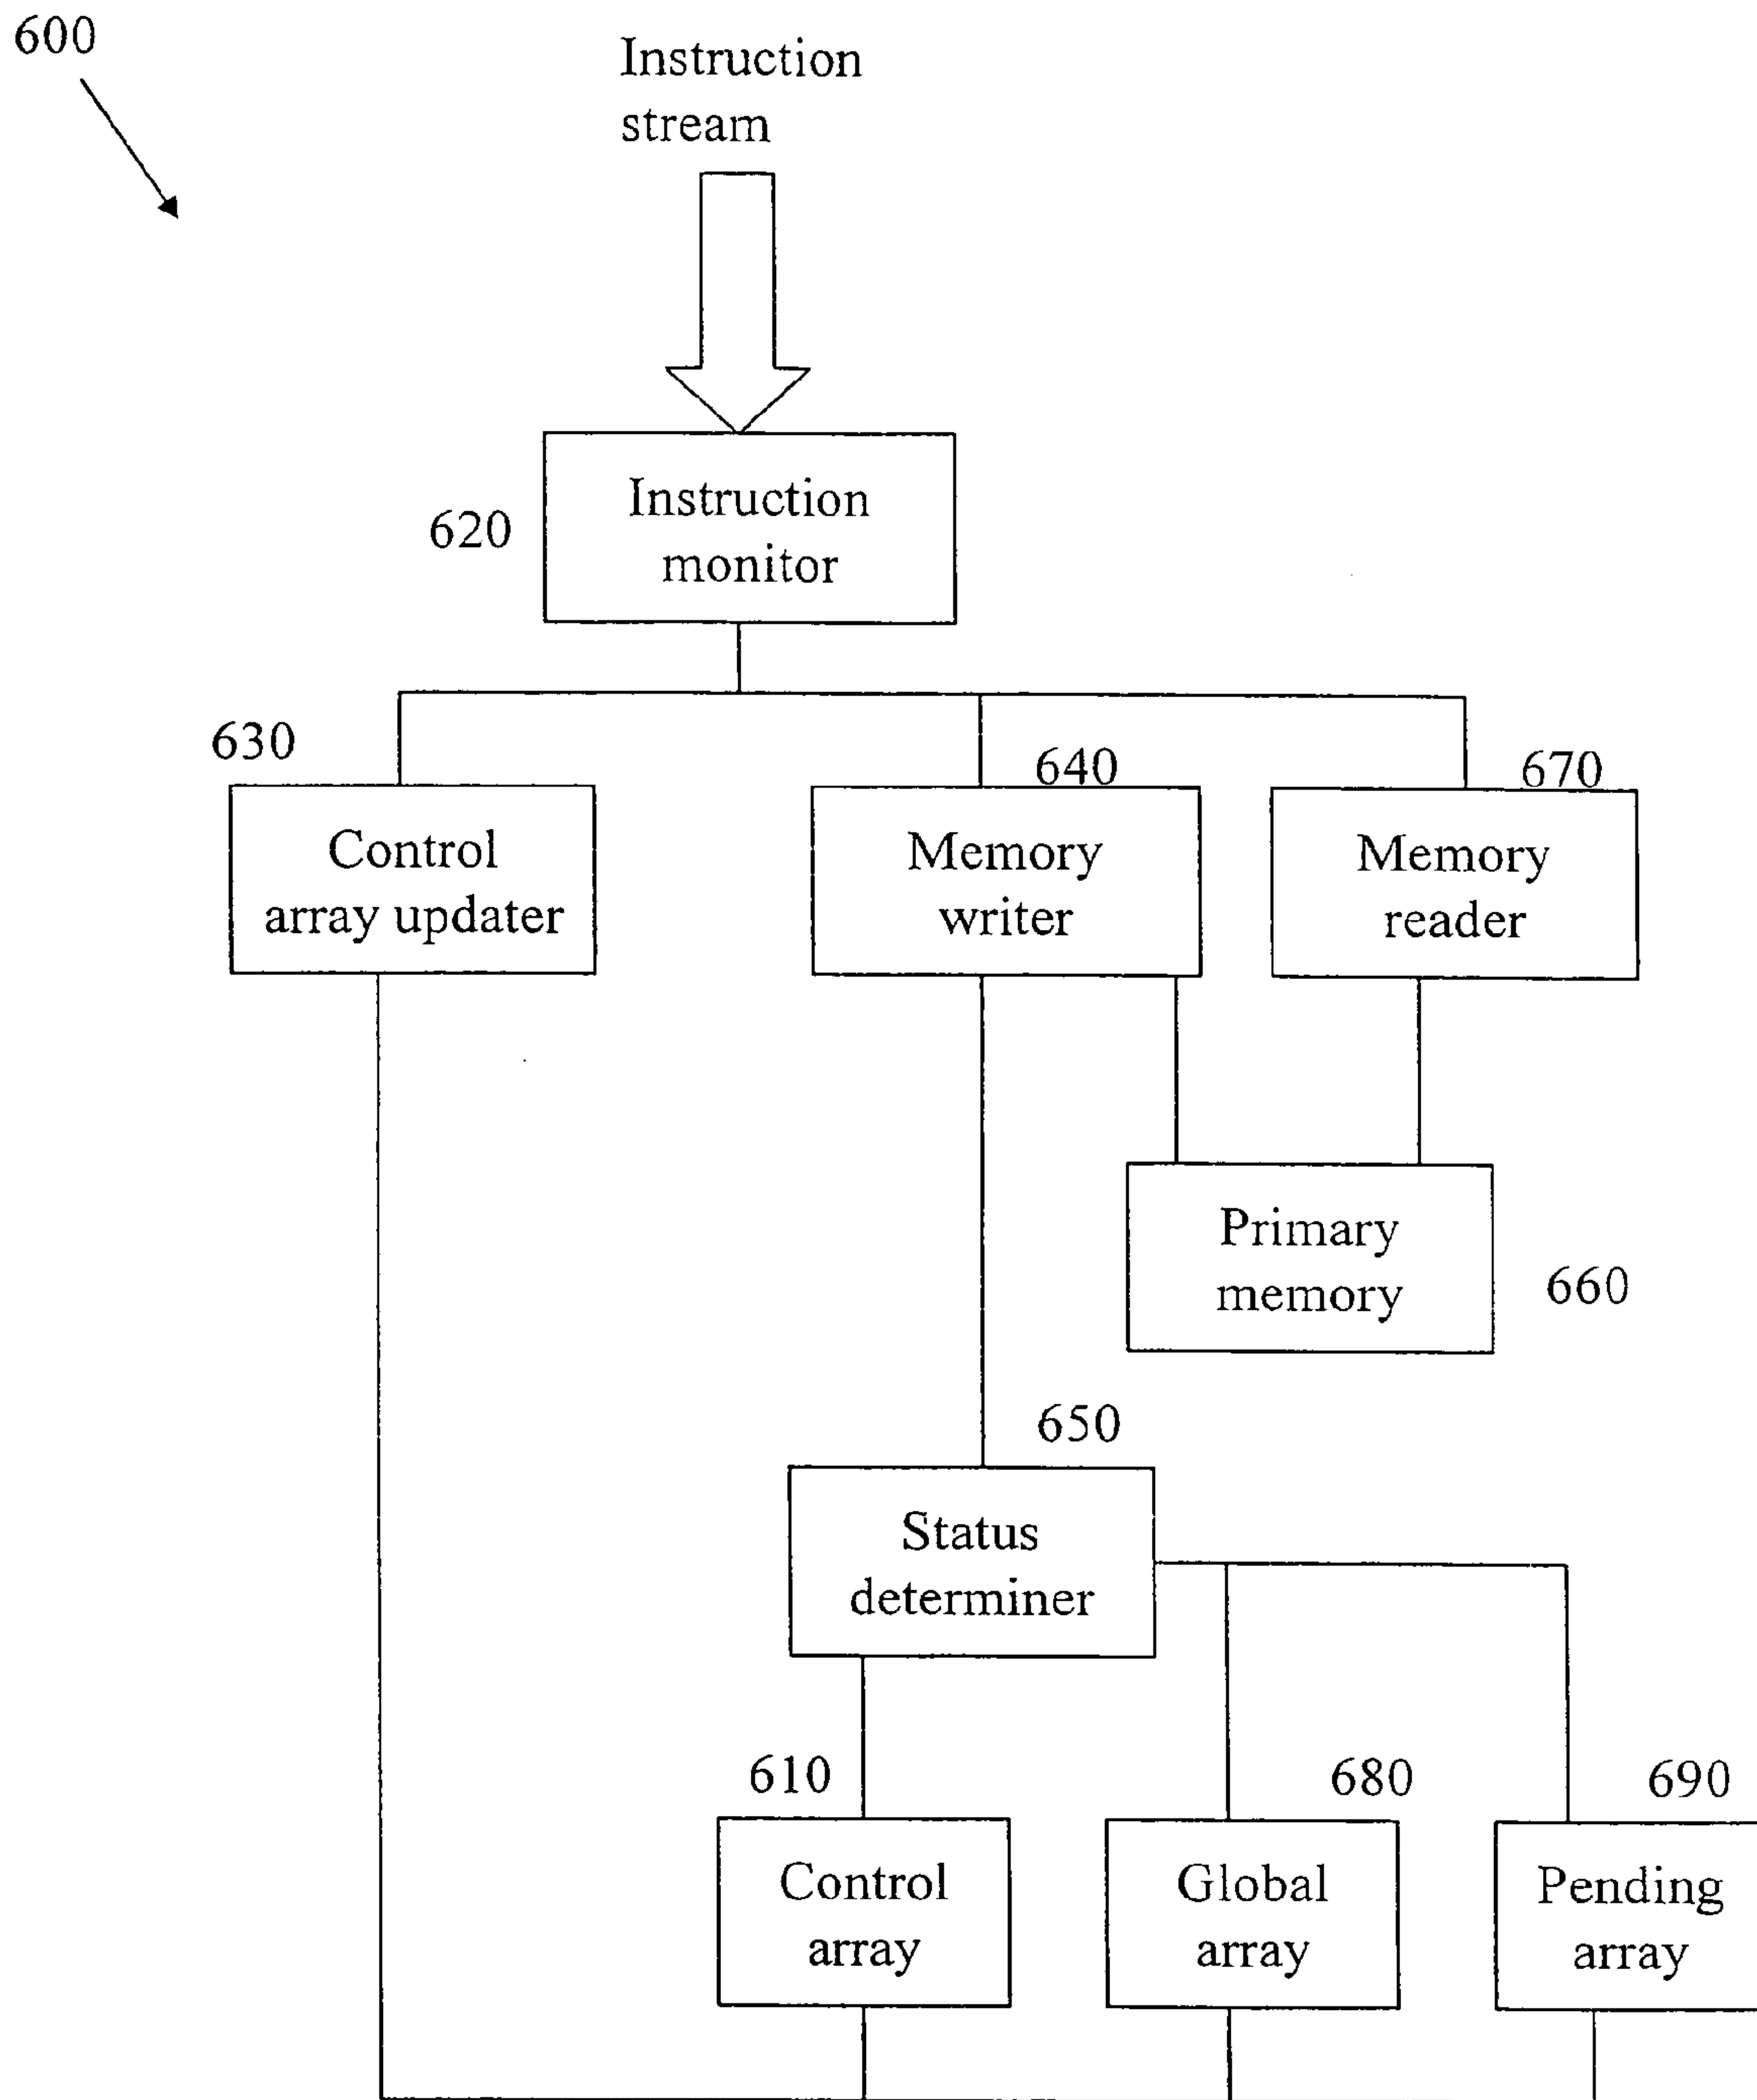 600
Instruction
stream
620
Instruction
monitor
630
640
670
Control
array updater
Memory
writer
Memory
reader
Primary
memory
660
650
Status
determiner
610
680
690
Control
array
Global
array
Pending
array